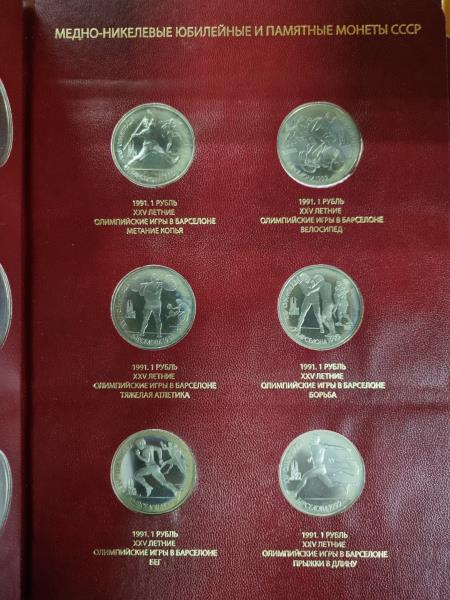 МЕДНО-НИКЕЛЕВЫЕ ЮБИЛЕЙНЫЕ И ПАМЯТНЫЕ МОНЕТЫ СССР
1991. 1 РУБЛЬ
XXV ЛЕТНИЕ
ОЛИМПИЙСКИЕ ИГРЫ В БАРСЕЛОНЕ
МЕТАНИЕ КОПЬЯ
1991. 1 РУБЛЬ
XXV ЛЕТНИЕ
ОЛИМПИЙСКИЕ ИГРЫ В БАРСЕЛОНЕ
ВЕЛОСИПЕД
1991. 1 РУБЛЬ
XXV ЛЕТНИЕ
ОЛИМПИЙСКИЕ ИГРЫ В БАРСЕЛОНЕ
ТЯЖЕЛАЯ АТЛЕТИКА
1991. 1 РУБЛЬ
XXV ЛЕТНИЕ
ОЛИМПИЙСКИЕ ИГРЫ В БАРСЕЛОНЕ
БОРЬБА
1991. 1 РУБЛЬ
XXV ЛЕТНИЕ
ОЛИМПИЙСКИЕ ИГРЫ В БАРСЕЛОНЕ
БЕГ
1991. 1 РУБЛЬ
XXV ЛЕТНИЕ
ОЛИМПИЙСКИЕ ИГРЫ В БАРСЕЛОНЕ
ПРЫЖКИ В ДЛИНУ